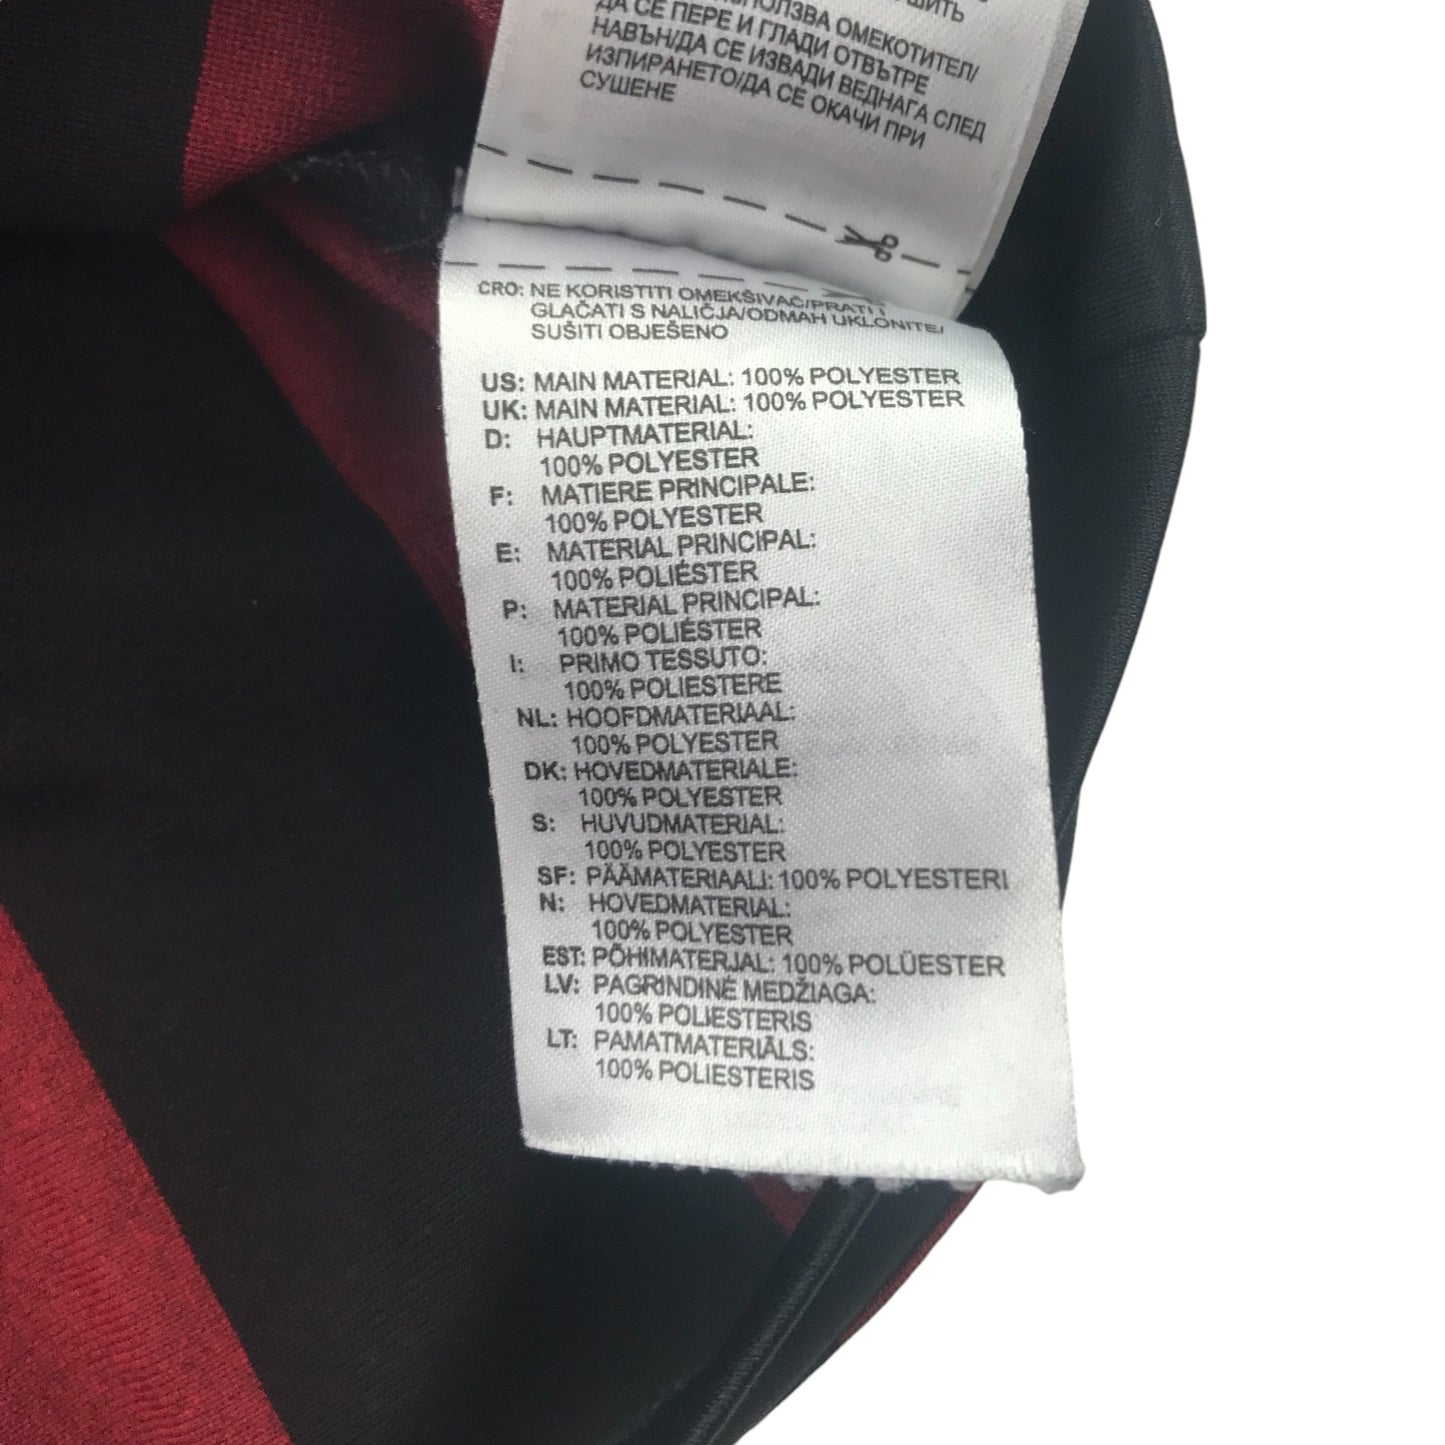 ДА СЕ ПЕРЕ И ГЛАДИ ОТВЪТРЕ
НАВЪН/ДА СЕ ИЗВАДИ ВЕДНАГА СЛЕД
ИЗПИРАНЕТО/ДА СЕ ОКАЧИ ПРИ
СУШЕНЕ
CRO: NE KORISTITI OMEKŠIVAČ/PRATI I
GLAČATI S NALIČJA/ODMAH UKLONITE/
SUŠITI OBJEŠENO
US: MAIN MATERIAL: 100% POLYESTER
UK: MAIN MATERIAL: 100% POLYESTER
D: HAUPTMATERIAL:
100% POLYESTER
F: MATIERE PRINCIPALE:
100% POLYESTER
E: MATERIAL PRINCIPAL:
100% POLIÉSTER
P: MATERIAL PRINCIPAL:
100% POLIÉSTER
I: PRIMO TESSUTO:
100% POLIESTERE
NL: HOOFDMATERIAAL:
100% POLYESTER
DK: HOVEDMATERIALE:
100% POLYESTER
S: HUVUDMATERIAL:
100% POLYESTER
SF: PÄÄMATERIAALI: 100% POLYESTERI
N: HOVEDMATERIAL:
100% POLYESTER
EST: PÕHIMATERJAL: 100% POLÜESTER
LV: PAGRINDINĖ MEDŽIAGA:
100% POLIESTERIS
LT: PAMATMATERIĀLS:
100% POLIESTERIS